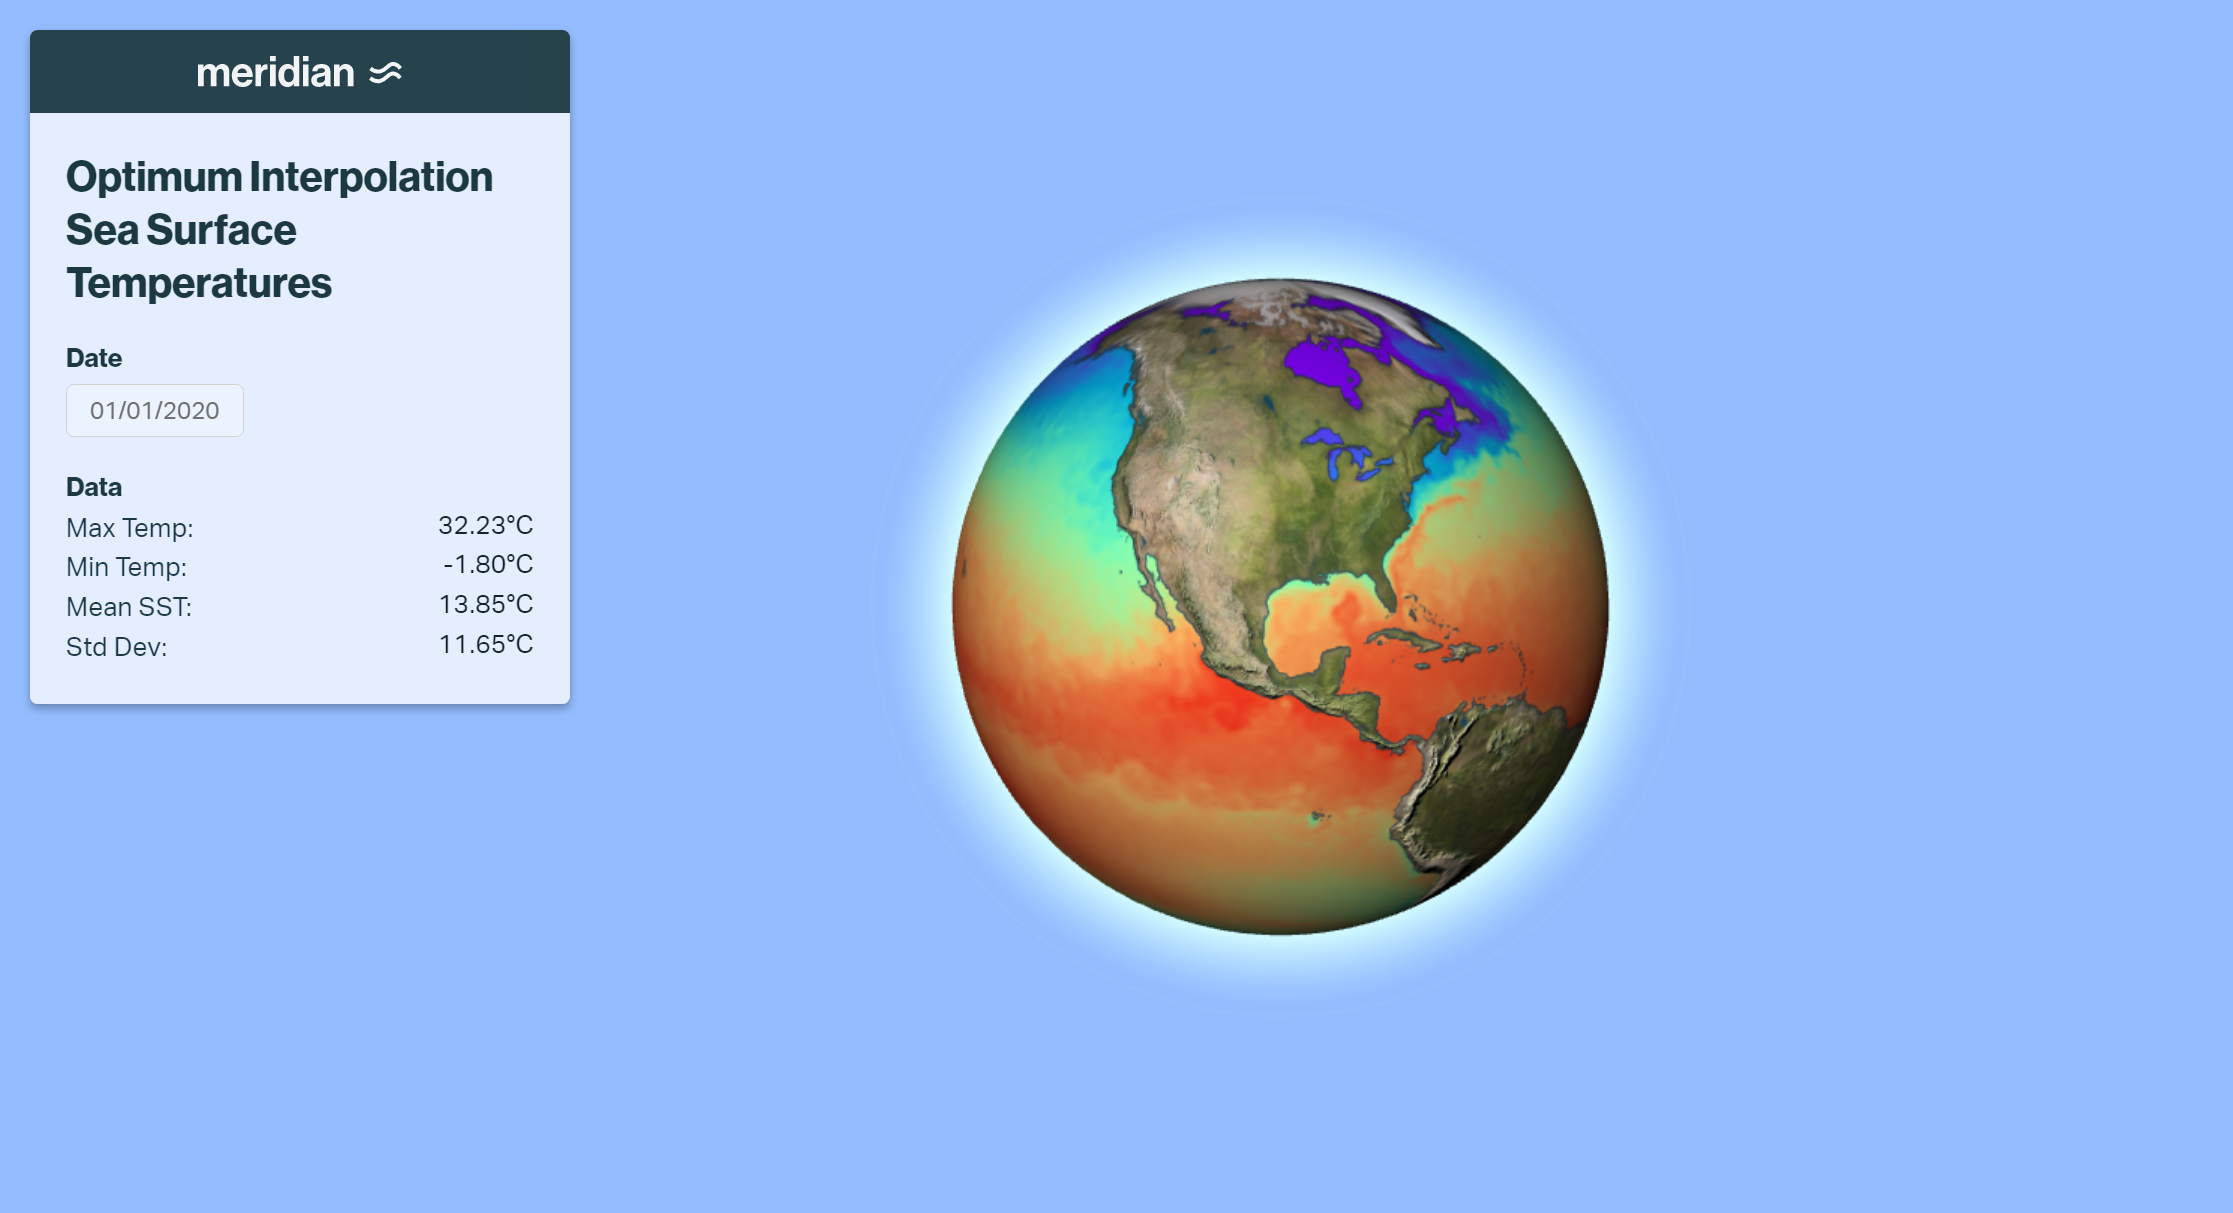 meridian
Optimum Interpolation
Sea Surface
Temperatures
Date
01/01/2020
Data
Max Temp: 32.23°C
Min Temp: -1.80°C
Mean SST: 13.85°C
Std Dev: 11.65°C